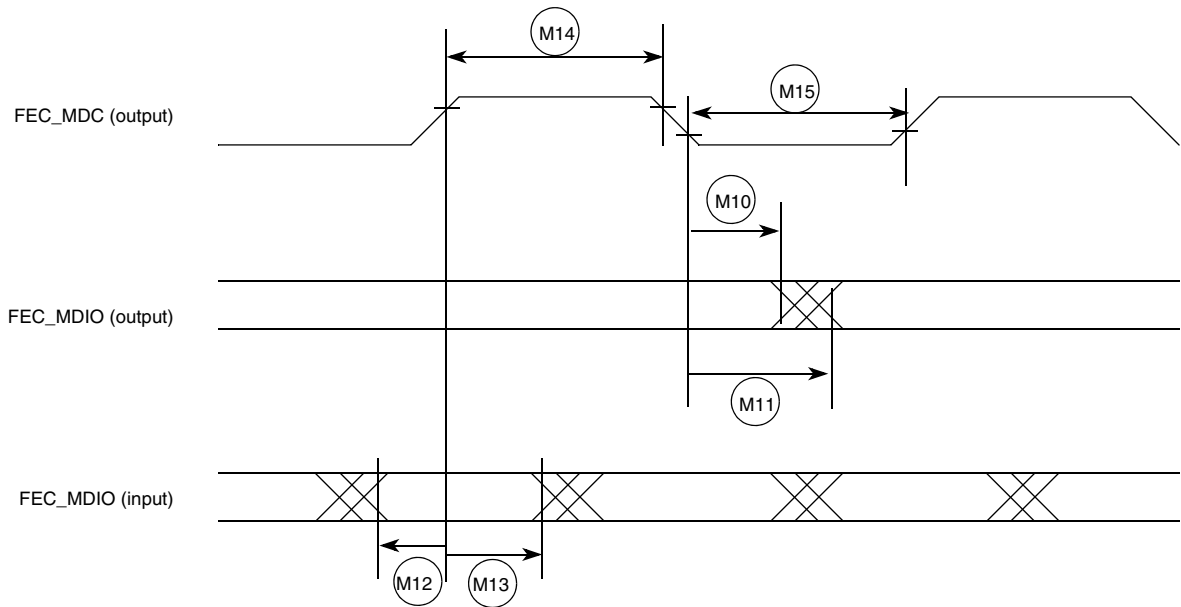 M14
M15
FEC_MDC (output)
M10
FEC_MDIO (output)
M11
FEC_MDIO (input)
M12
M13